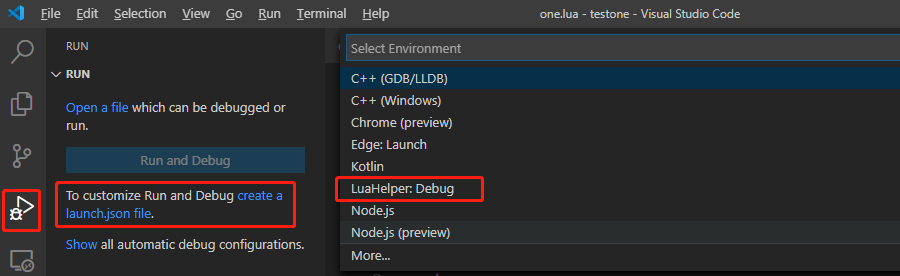 File Edit Selection View Go Run Terminal Help one.lua - testone - Visual Studio Code
RUN
RUN
Open a file which can be debugged or
run.
Run and Debug
To customize Run and Debug create a
launch.json file.
Show all automatic debug configurations.
Select Environment
C++ (GDB/LLDB)
C++ (Windows)
Chrome (preview)
Edge: Launch
Kotlin
LuaHelper: Debug
Node.js
Node.js (preview)
More...